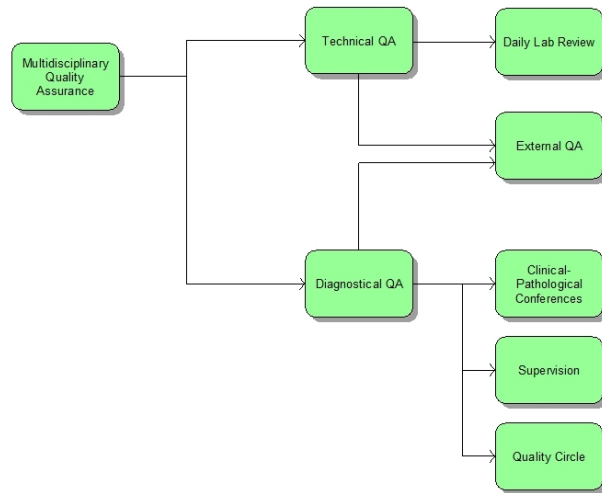 Multidisciplinary
Quality
Assurance
Technical QA
Daily Lab Review
External QA
Diagnostical QA
Clinical-
Pathological
Conferences
Supervision
Quality Circle